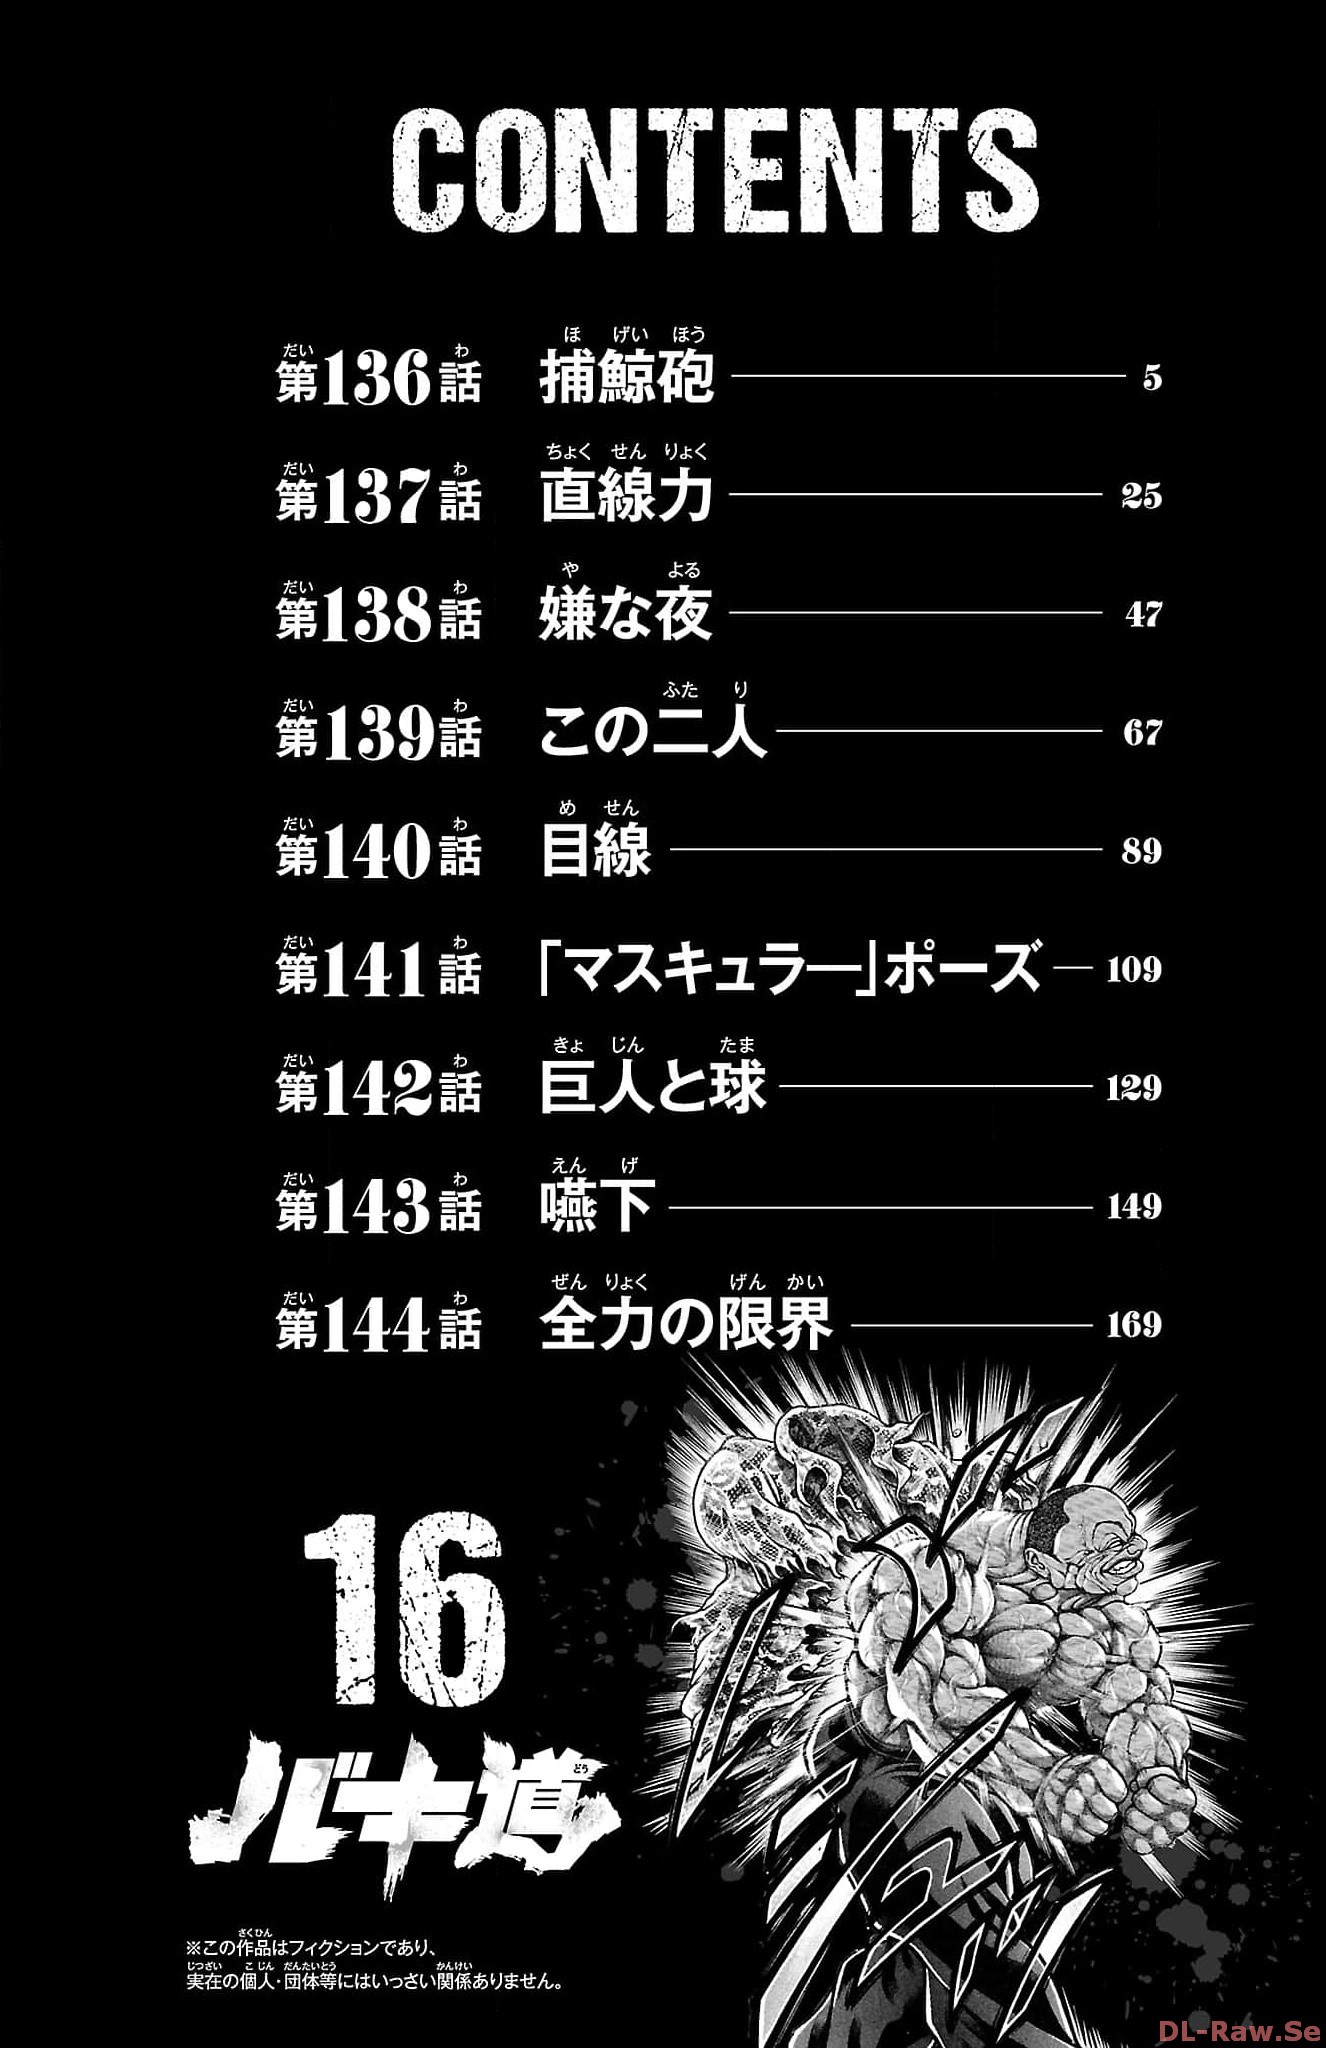 CONTENTS
第136話 捕鯨砲 5
第137話 直線力 25
第138話 嫌な夜 47
第139話 この二人 67
第140話 目線 89
第141話 「マスキュラー」ポーズ 109
第142話 巨人と球 129
第143話 嚥下 149
第144話 全力の限界 169
16
バキ道
※この作品はフィクションであり、
実在の個人・団体等にはいっさい関係ありません。
DL-Raw.Se